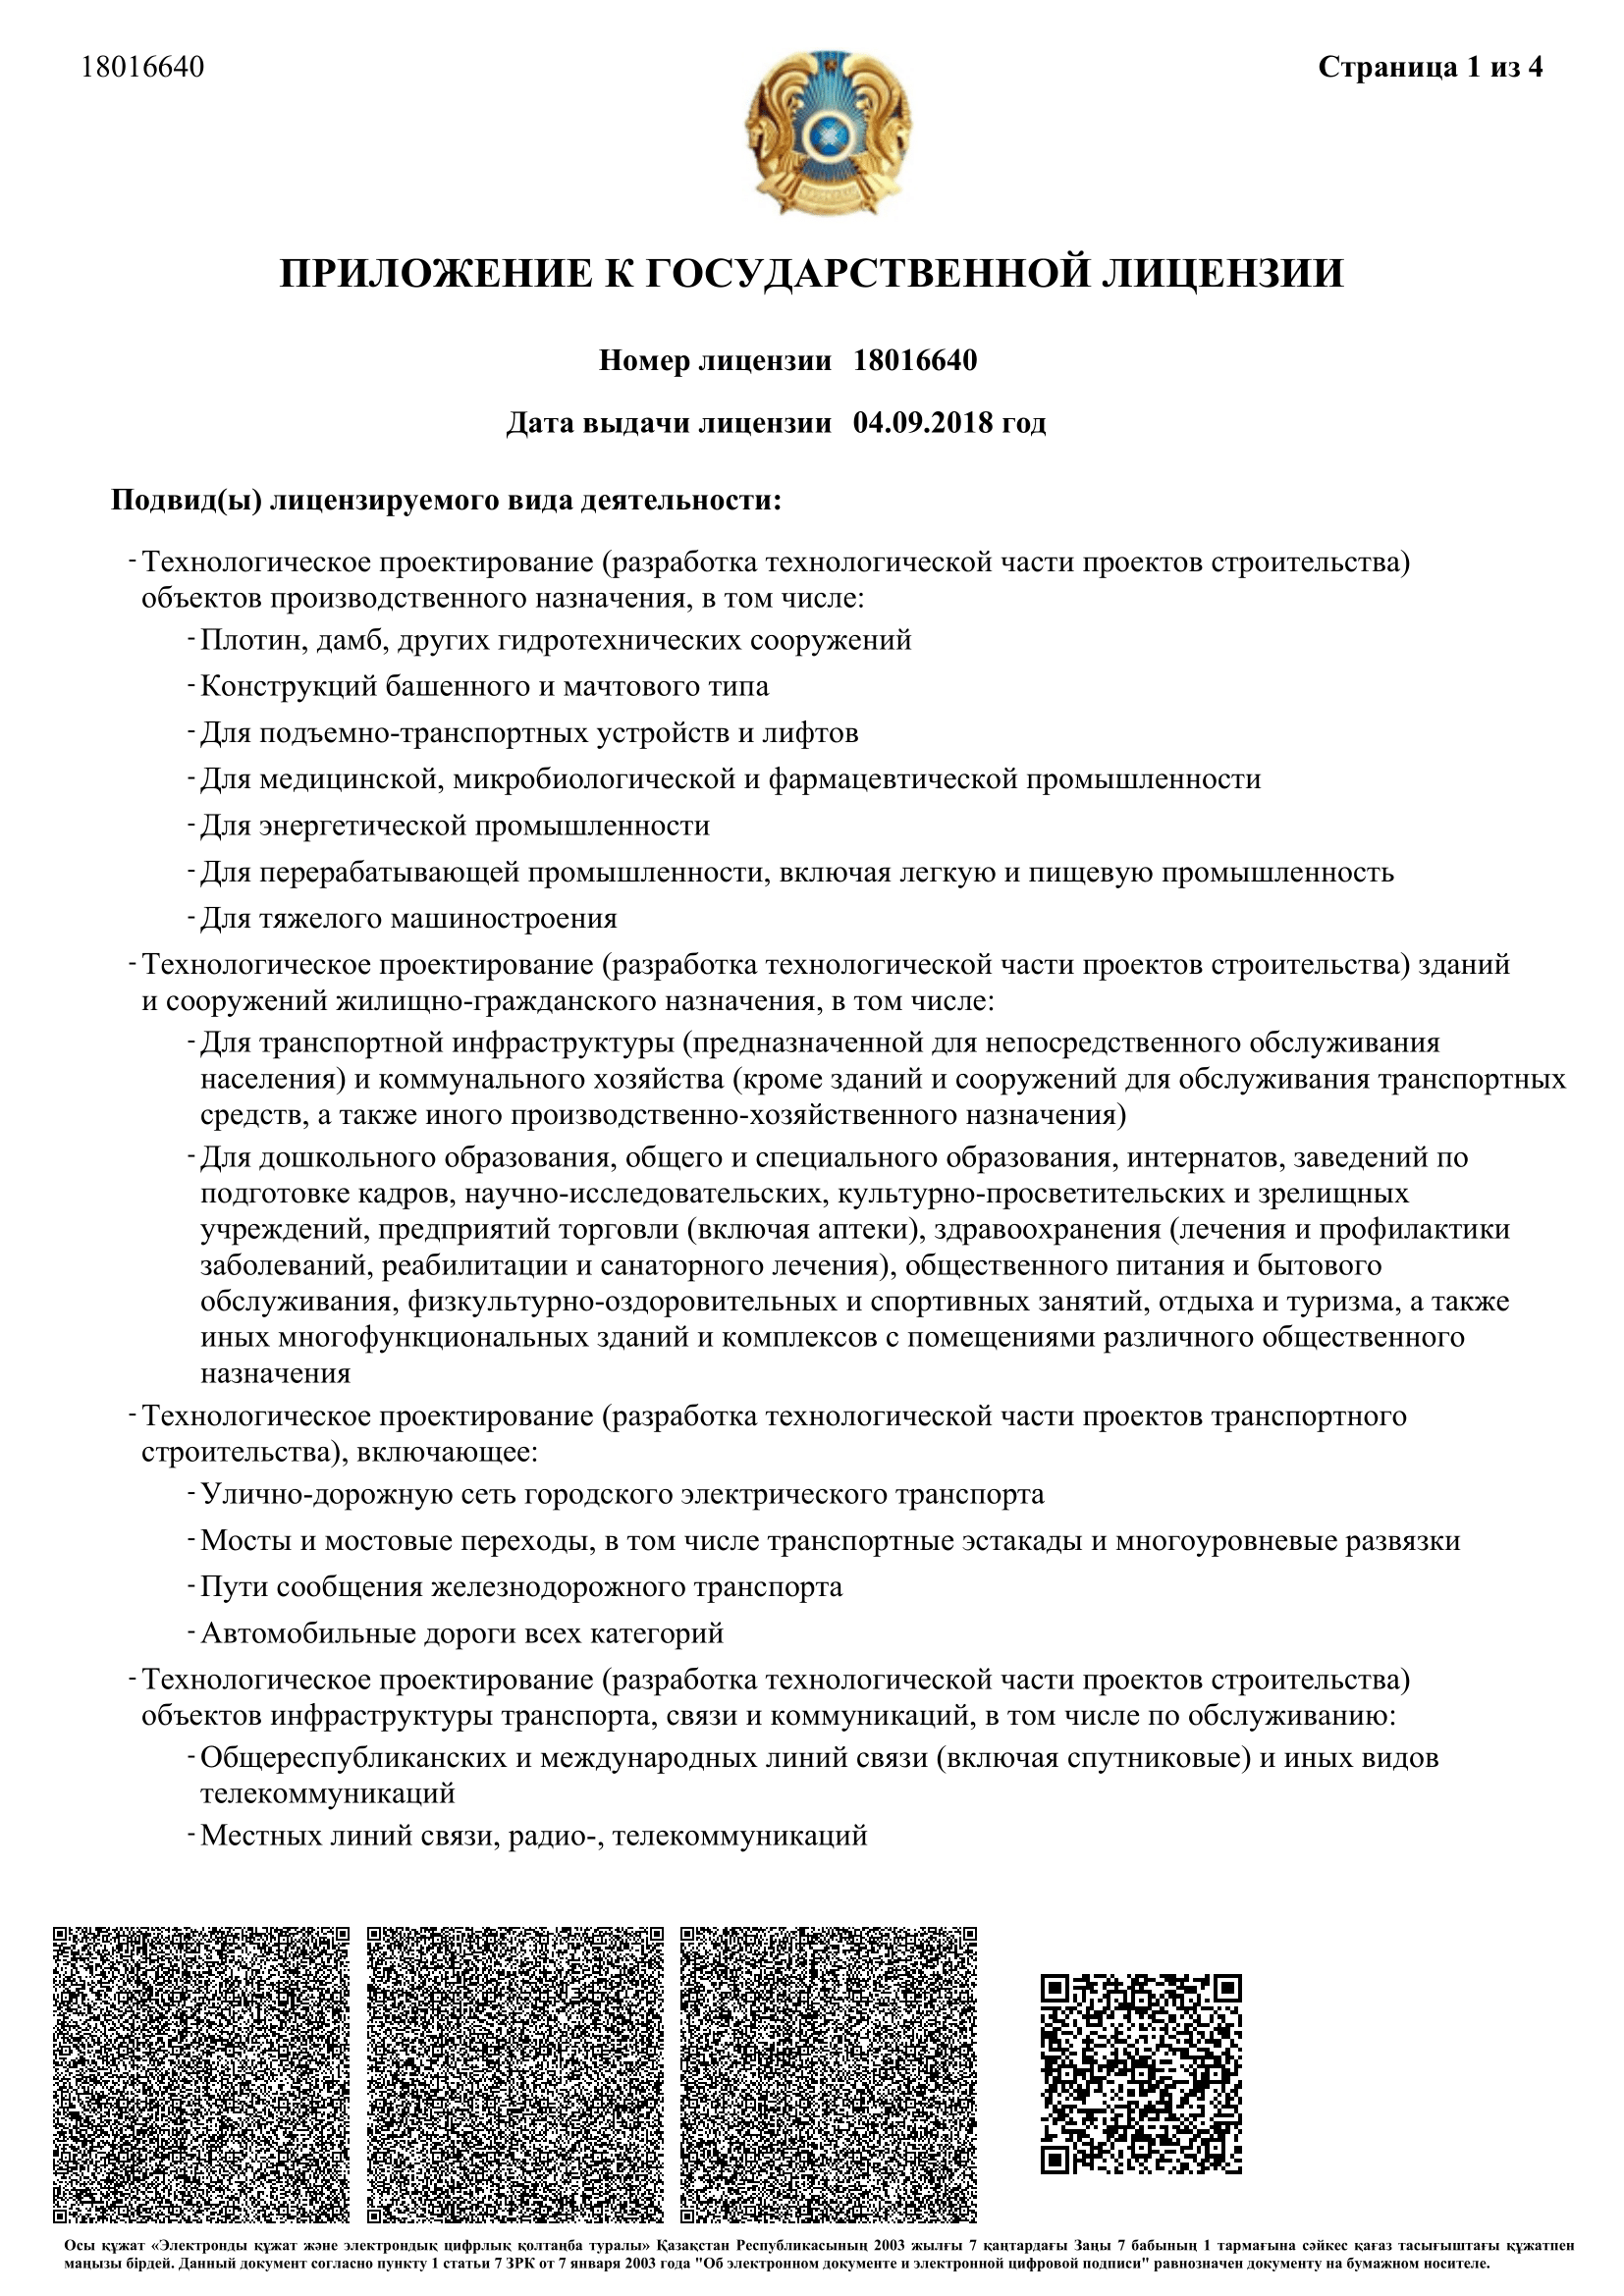 18016640
Страница 1 из 4
ПРИЛОЖЕНИЕ К ГОСУДАРСТВЕННОЙ ЛИЦЕНЗИИ
Номер лицензии 18016640
Дата выдачи лицензии 04.09.2018 год
Подвид(ы) лицензируемого вида деятельности:
- Технологическое проектирование (разработка технологической части проектов строительства)
объектов производственного назначения, в том числе:
- Плотин, дамб, других гидротехнических сооружений
- Конструкций башенного и мачтового типа
- Для подъемно-транспортных устройств и лифтов
- Для медицинской, микробиологической и фармацевтической промышленности
- Для энергетической промышленности
- Для перерабатывающей промышленности, включая легкую и пищевую промышленность
- Для тяжелого машиностроения
- Технологическое проектирование (разработка технологической части проектов строительства) зданий
и сооружений жилищно-гражданского назначения, в том числе:
- Для транспортной инфраструктуры (предназначенной для непосредственного обслуживания
населения) и коммунального хозяйства (кроме зданий и сооружений для обслуживания транспортных
средств, а также иного производственно-хозяйственного назначения)
- Для дошкольного образования, общего и специального образования, интернатов, заведений по
подготовке кадров, научно-исследовательских, культурно-просветительских и зрелищных
учреждений, предприятий торговли (включая аптеки), здравоохранения (лечения и профилактики
заболеваний, реабилитации и санаторного лечения), общественного питания и бытового
обслуживания, физкультурно-оздоровительных и спортивных занятий, отдыха и туризма, а также
иных многофункциональных зданий и комплексов с помещениями различного общественного
назначения
- Технологическое проектирование (разработка технологической части проектов транспортного
строительства), включающее:
- Улично-дорожную сеть городского электрического транспорта
- Мосты и мостовые переходы, в том числе транспортные эстакады и многоуровневые развязки
- Пути сообщения железнодорожного транспорта
- Автомобильные дороги всех категорий
- Технологическое проектирование (разработка технологической части проектов строительства)
объектов инфраструктуры транспорта, связи и коммуникаций, в том числе по обслуживанию:
- Общереспубликанских и международных линий связи (включая спутниковые) и иных видов
телекоммуникаций
- Местных линий связи, радио-, телекоммуникаций
Осы құжат «Электронды құжат және электрондық цифрлық қолтаңба туралы» Қазақстан Республикасының 2003 жылғы 7 қаңтардағы Заңы 7 бабының 1 тармағына сәйкес қағаз тасығыштағы құжатпен
маңызы бірдей. Данный документ согласно пункту 1 статьи 7 ЗРК от 7 января 2003 года "Об электронном документе и электронной цифровой подписи" равнозначен документу на бумажном носителе.